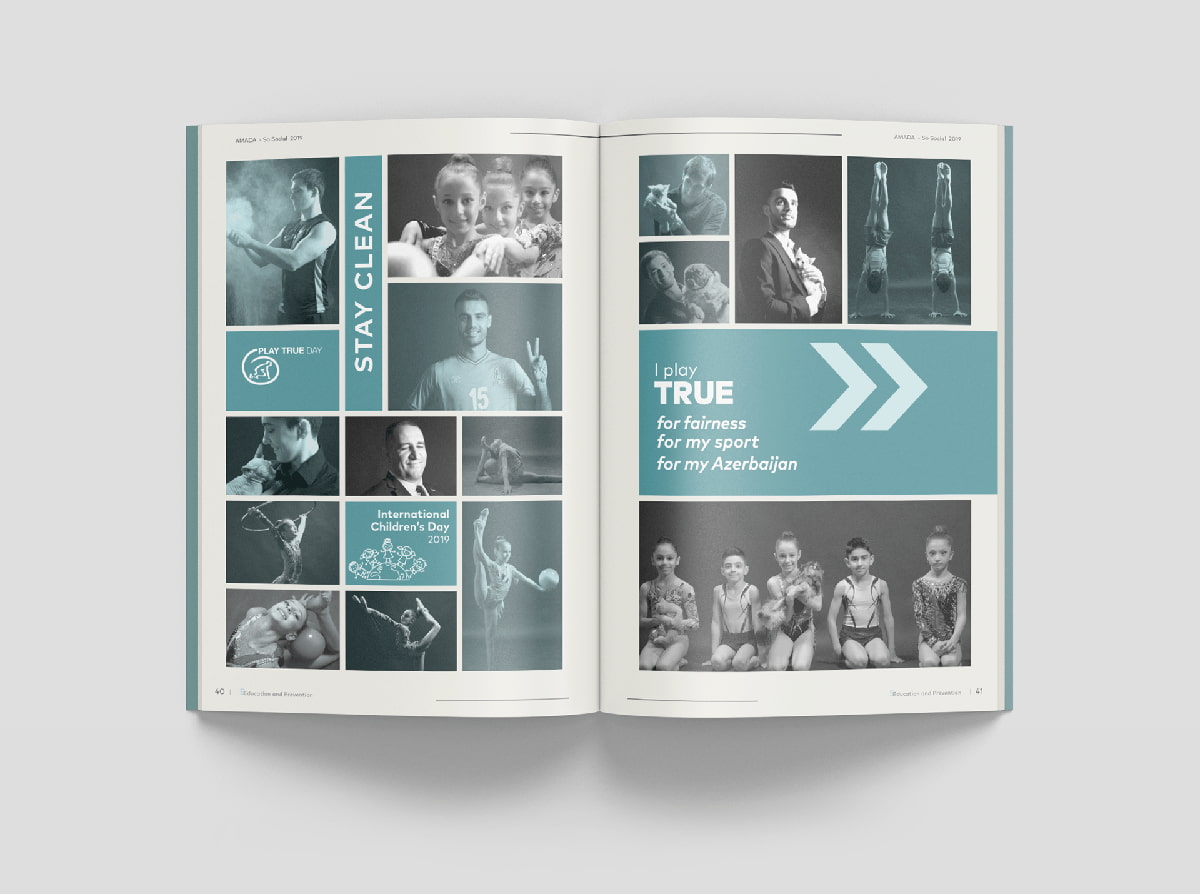 AMADA - So Social 2019
STAY CLEAN
PLAY TRUE DAY
International
Children's Day
2019
40 | Education and Prevention
AMADA - So Social 2019
I play
TRUE
for fairness
for my sport
for my Azerbaijan
15
Education and Prevention | 41